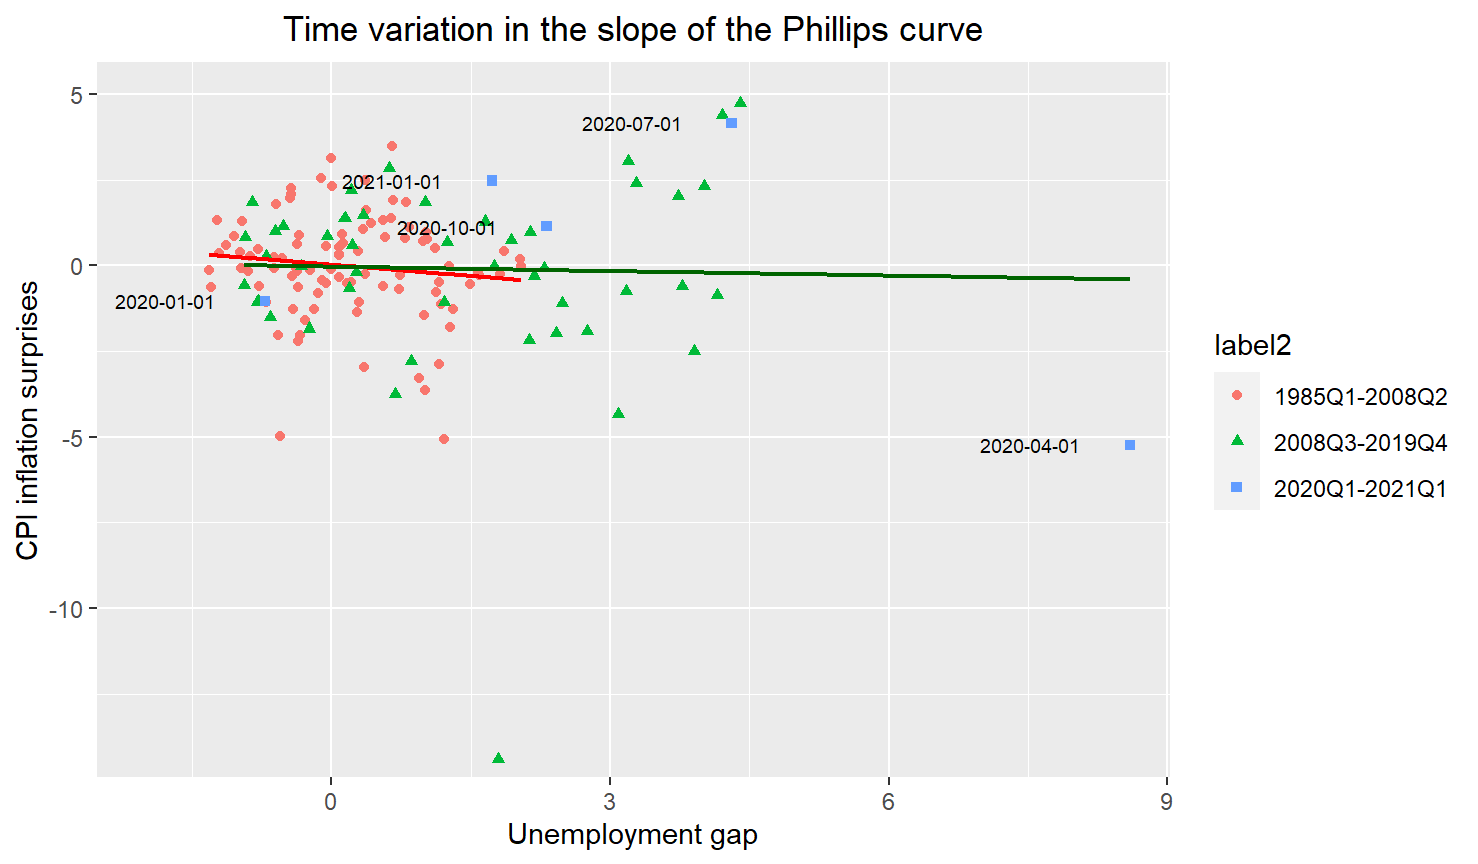 Time variation in the slope of the Phillips curve
5
0
-5
-10
CPI inflation surprises
2020-07-01
2021-01-01
2020-10-01
2020-01-01
2020-04-01
0
3
6
9
Unemployment gap
label2
1985Q1-2008Q2
2008Q3-2019Q4
2020Q1-2021Q1